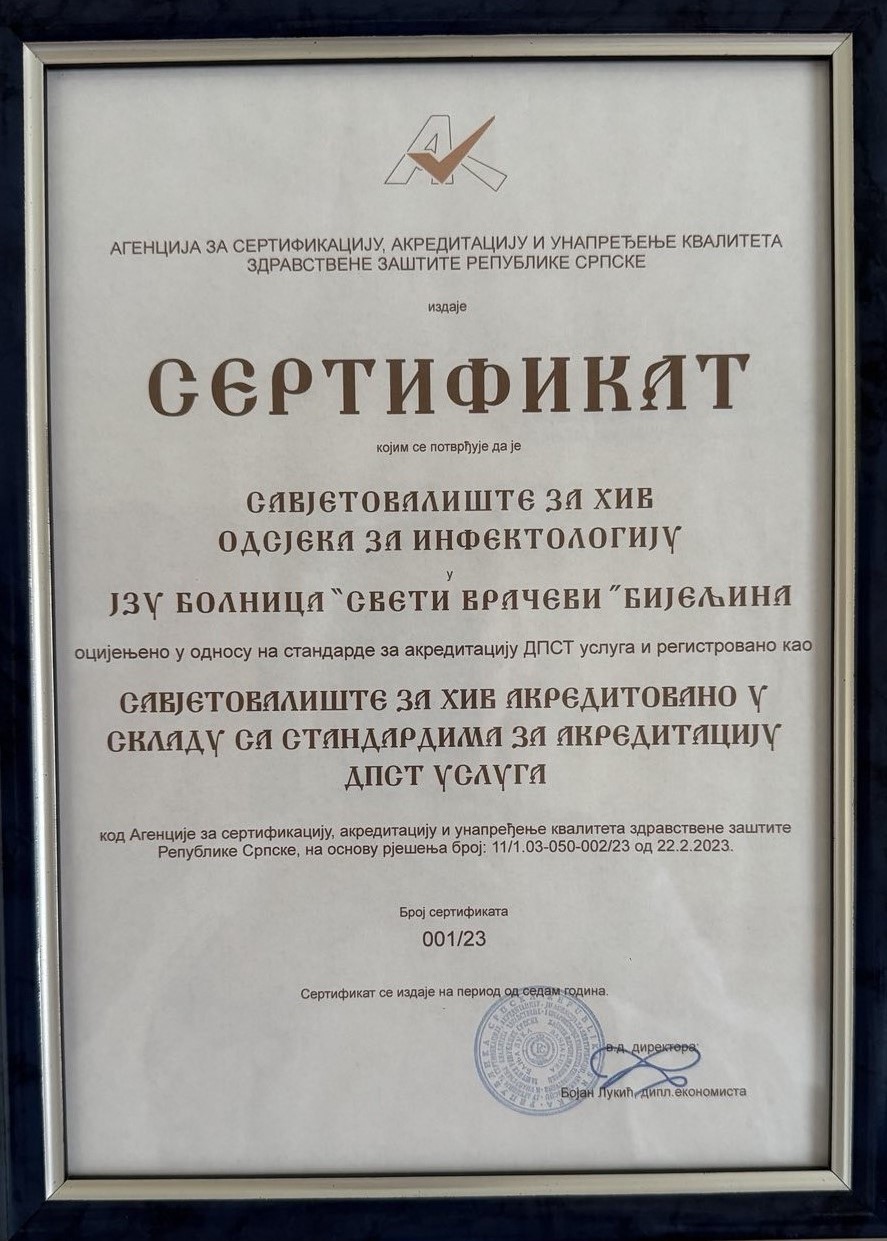 АГЕНЦИЈА ЗА СЕРТИФИКАЦИЈУ, АКРЕДИТАЦИЈУ И УНАПРЕЂЕЊЕ КВАЛИТЕТА
ЗДРАВСТВЕНЕ ЗАШТИТЕ РЕПУБЛИКЕ СРПСКЕ
издаје
СЕРТИФИКАТ
којим се потврђује да је
САВЈЕТОВАЛИШТЕ ЗА ХИВ
ОДСЈЕКА ЗА ИНФЕКТОЛОГИЈУ
у
ЈЗУ БОЛНИЦА "СВЕТИ ВРАЧЕВИ "БИЈЕЉИНА
оцијењено у односу на стандарде за акредитацију ДПСТ услуга и регистровано као
САВЈЕТОВАЛИШТЕ ЗА ХИВ АКРЕДИТОВАНО У
СКЛАДУ СА СТАНДАРДИМА ЗА АКРЕДИТАЦИЈУ
ДПСТ УСЛУГА
код Агенције за сертификацију, акредитацију и унапређење квалитета здравствене заштите
Републике Српске, на основу рјешења број: 11/1.03-050-002/23 од 22.2.2023.
Број сертификата
001/23
Сертификат се издаје на период од седам година.
в.д. директора:
Бојан Лукић, дипл.економиста